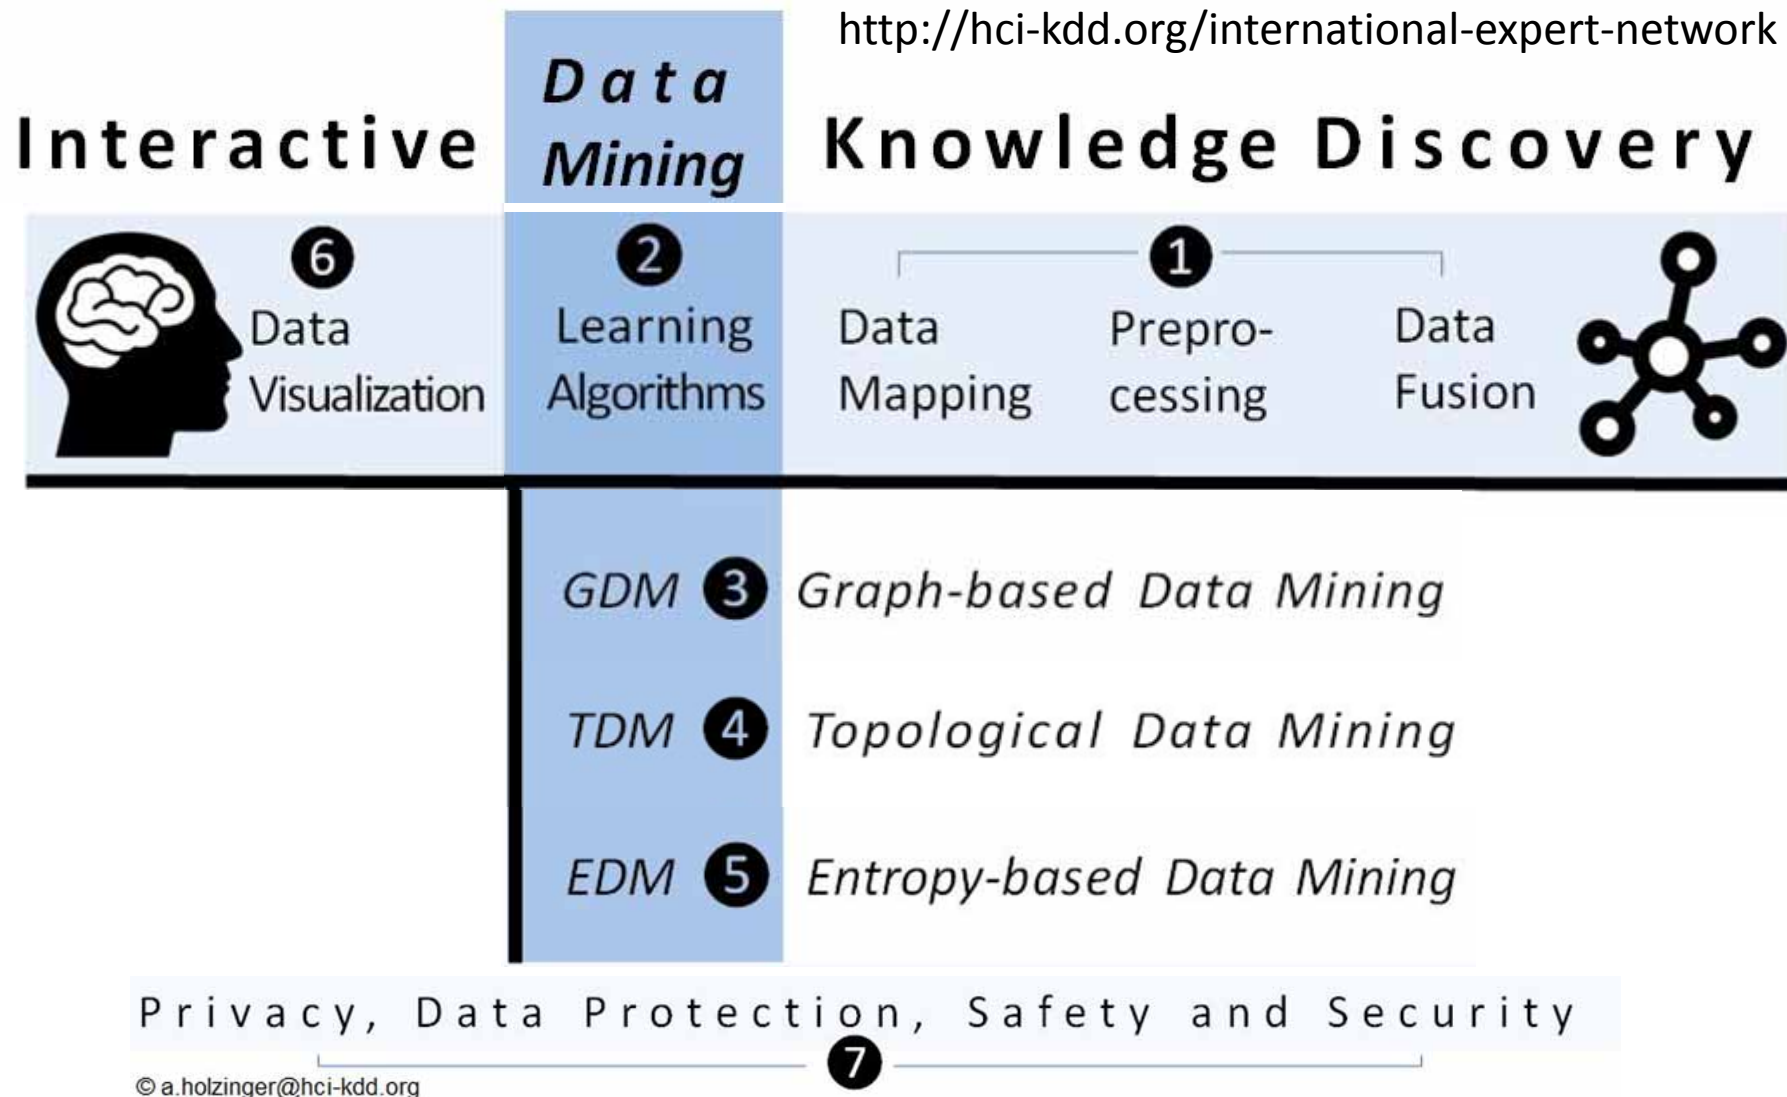 http://hci-kdd.org/international-expert-network
Data
Mining
Interactive
Knowledge Discovery
6
Data
Visualization
2
Learning
Algorithms
1
Data
Mapping
Prepro-
cessing
Data
Fusion
GDM 3 Graph-based Data Mining
TDM 4 Topological Data Mining
EDM 5 Entropy-based Data Mining
Privacy, Data Protection, Safety and Security
7
© a.holzinger@hci-kdd.org